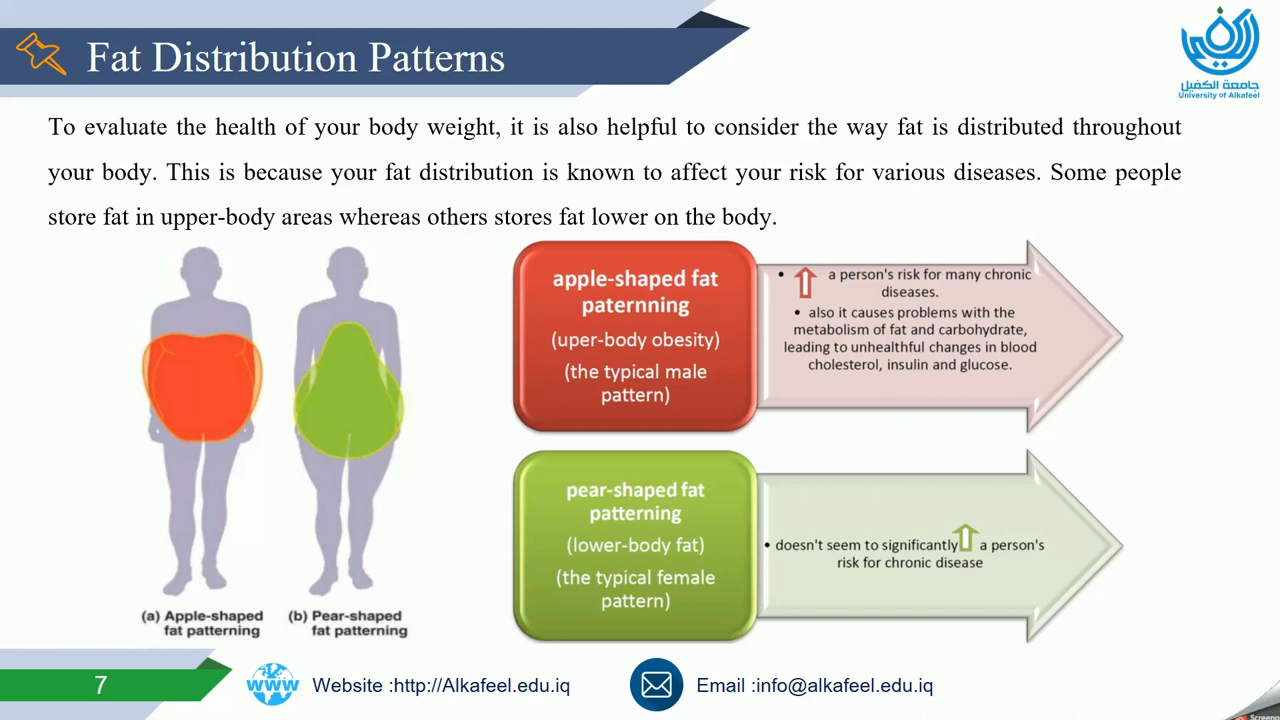 Fat Distribution Patterns
جامعة الكفيل
University of Alkafeel
To evaluate the health of your body weight, it is also helpful to consider the way fat is distributed throughout
your body. This is because your fat distribution is known to affect your risk for various diseases. Some people
store fat in upper-body areas whereas others stores fat lower on the body.
apple-shaped fat
paternning
(uper-body obesity)
(the typical male
pattern)
• a person's risk for many chronic
diseases.
• also it causes problems with the
metabolism of fat and carbohydrate,
leading to unhealthful changes in blood
cholesterol, insulin and glucose.
pear-shaped fat
patterning
(lower-body fat)
(the typical female
pattern)
• doesn't seem to significantly a person's
risk for chronic disease
(a) Apple-shaped
fat patterning
(b) Pear-shaped
fat patterning
7
WWW
Website :http://Alkafeel.edu.iq
Email :info@alkafeel.edu.iq